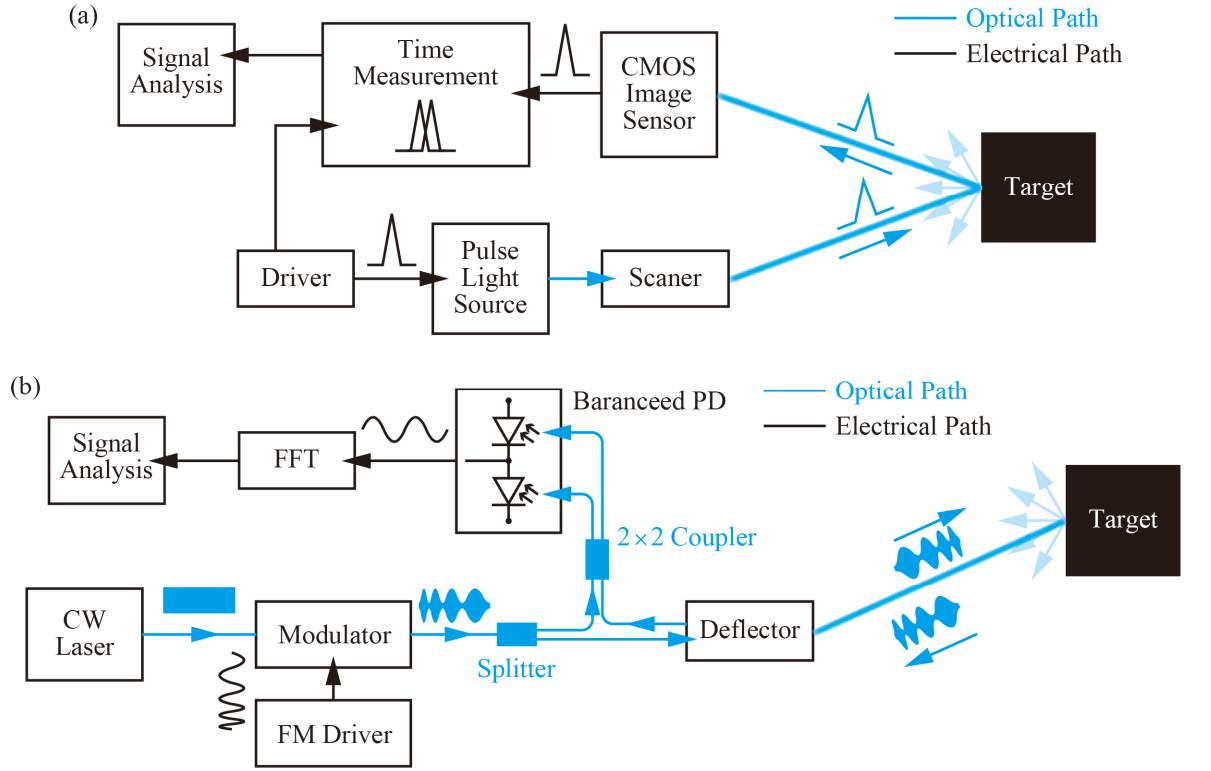 (a)
Signal
Analysis
Time
Measurement
CMOS
Image
Sensor
Optical Path
Electrical Path
Target
Driver
Pulse
Light
Source
Scaner
(b)
Signal
Analysis
FFT
Baranceed PD
Optical Path
Electrical Path
2×2 Coupler
Target
CW
Laser
Modulator
Splitter
Deflector
FM Driver